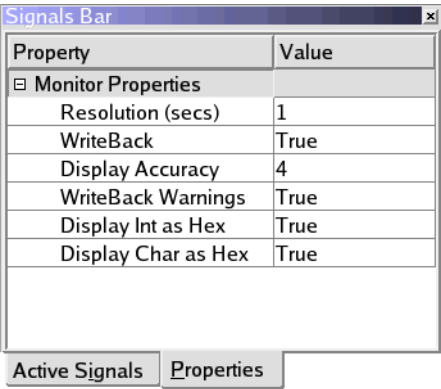 Signals Bar
Property Value
Monitor Properties
Resolution (secs) 1
WriteBack True
Display Accuracy 4
WriteBack Warnings True
Display Int as Hex True
Display Char as Hex True
Active Signals Properties